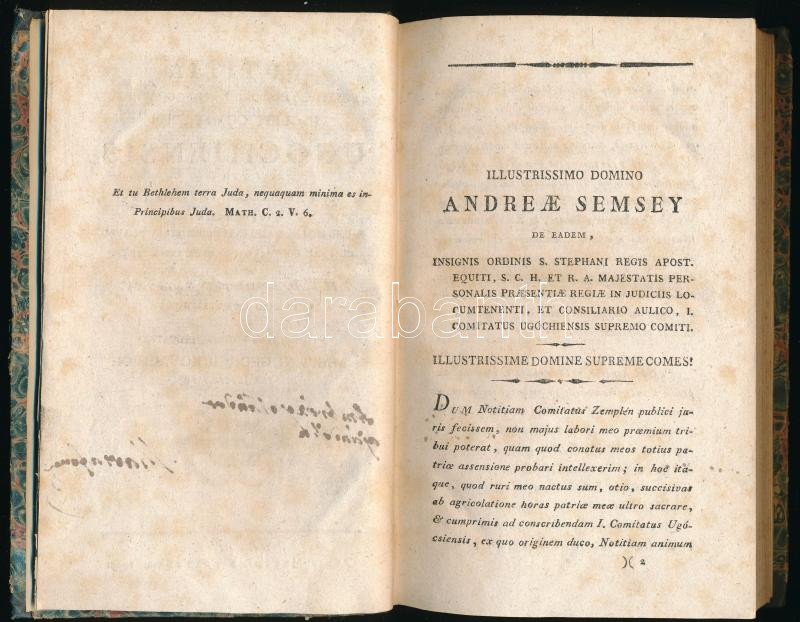 Et tu Bethlehem terra Juda, nequaquam minima es in-
Principibus Juda. MATH. C. 2. V. 6.
ILLUSTRISSIMO DOMINO
ANDREÆ SEMSEY
DE EADEM,
INSIGNIS ORDINIS S. STEPHANI REGIS APOST.
EQUITI, S. C. H. ET R. A. MAJESTATIS PER-
SONALIS PRÆSENTIÆ REGIÆ IN JUDICIIS LO-
CUMTENENTI, ET CONSILIARIO AULICO, I.
COMITATUS UGOCHIENSIS SUPREMO COMITI.
ILLUSTRISSIME DOMINE SUPREME COMES!
DUM Notitiam Comitatus Zemplén publici ju-
ris fecissem, non majus labori meo præmium tri-
bui poterat, quam quod conatus meos totius pa-
triæ assensione probari intellexerim; in hoc ita-
que, quod ruri meo nactus sum, otio, succisivas
ab agricolatione horas patriæ meæ ultro sacrare,
& cumprimis ad conscribendam I. Comitatus Ugó-
csiensis, ex quo originem duco, Notitiam animum
)( 2
darabanth